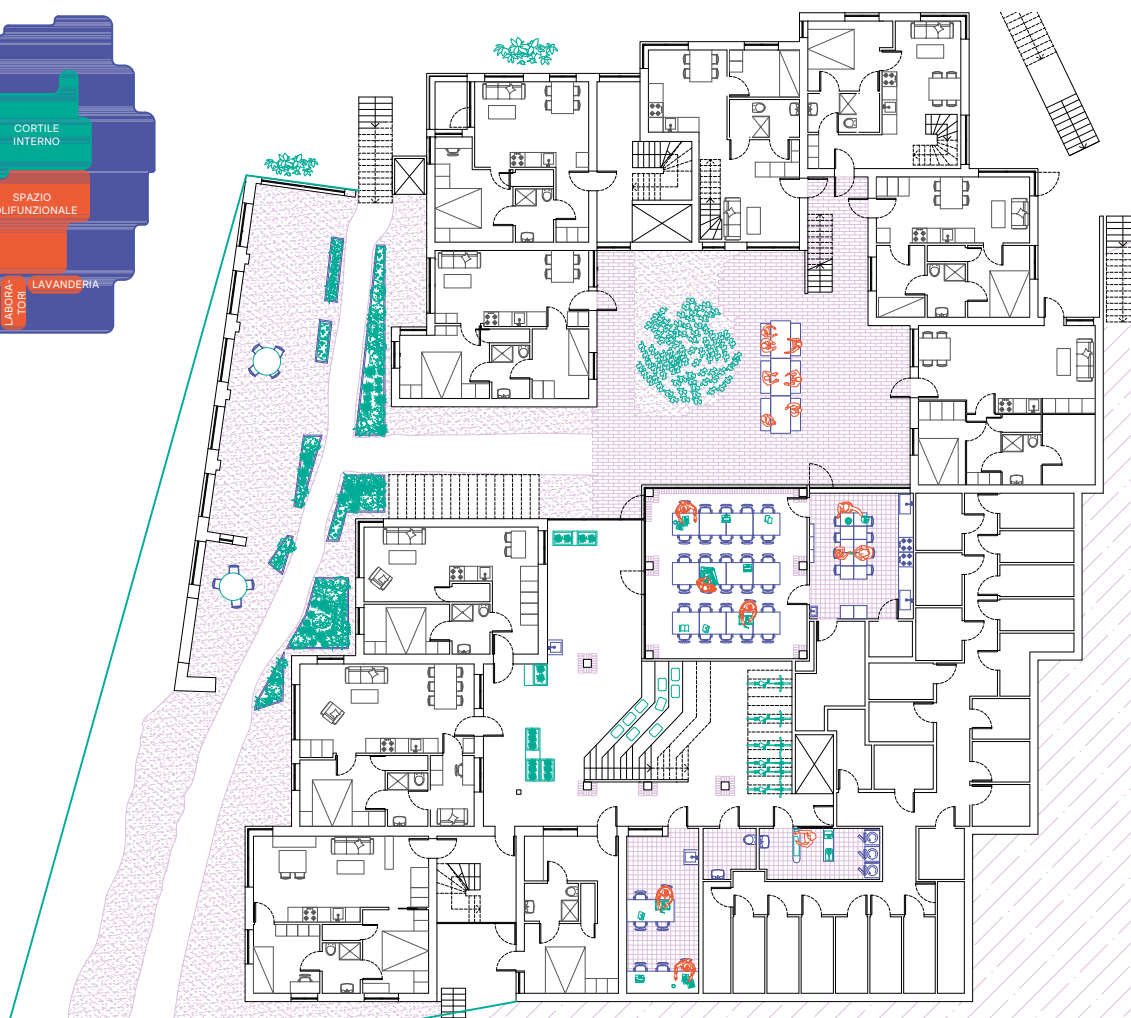 CORTILE
INTERNO
SPAZIO
OLIFUNZIONALE
LAVANDERIA
LABORA-
TORI